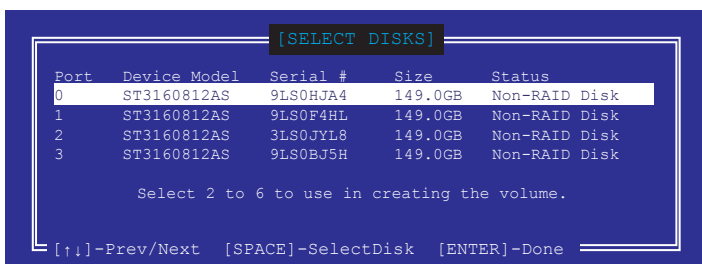 [SELECT DISKS]
Port Device Model Serial # Size Status
0 ST3160812AS 9LS0HJA4 149.0GB Non-RAID Disk
1 ST3160812AS 9LS0F4HL 149.0GB Non-RAID Disk
2 ST3160812AS 3LS0JYL8 149.0GB Non-RAID Disk
3 ST3160812AS 9LS0BJ5H 149.0GB Non-RAID Disk
Select 2 to 6 to use in creating the volume.
[↑↓]-Prev/Next [SPACE]-SelectDisk [ENTER]-Done